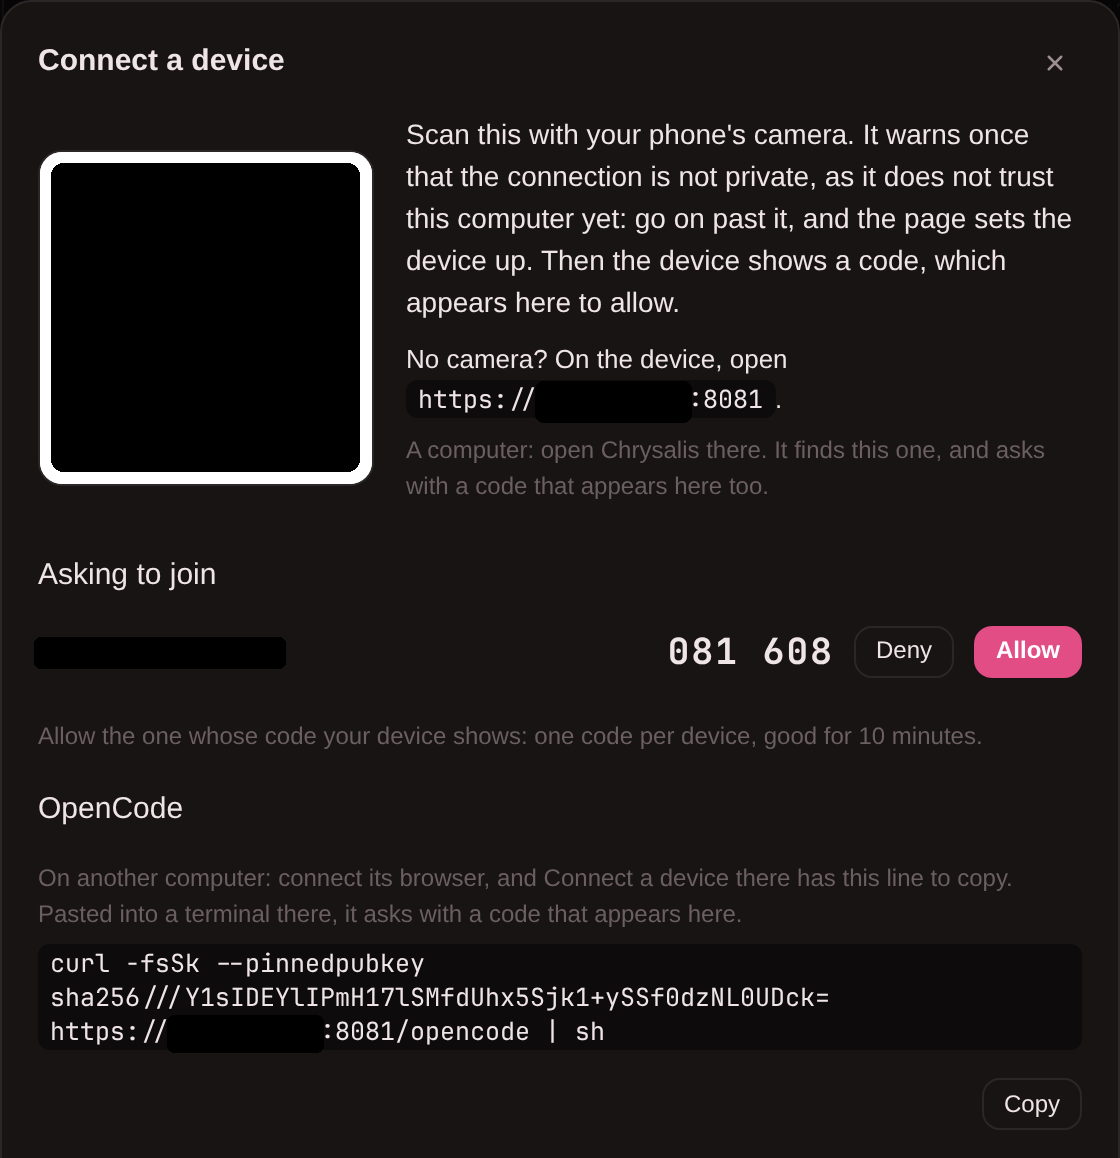 Connect a device
Scan this with your phone's camera. It warns once
that the connection is not private, as it does not trust
this computer yet: go on past it, and the page sets the
device up. Then the device shows a code, which
appears here to allow.
No camera? On the device, open
https:// :8081 .
A computer: open Chrysalis there. It finds this one, and asks
with a code that appears here too.
Asking to join
081 608 Deny Allow
Allow the one whose code your device shows: one code per device, good for 10 minutes.
OpenCode
On another computer: connect its browser, and Connect a device there has this line to copy.
Pasted into a terminal there, it asks with a code that appears here.
curl -fsSk --pinnedpubkey
sha256///Y1sIDEYlIPmH17lSMfdUhx5Sjk1+ySSf0dzNL0UDck=
https:// :8081/opencode | sh
Copy